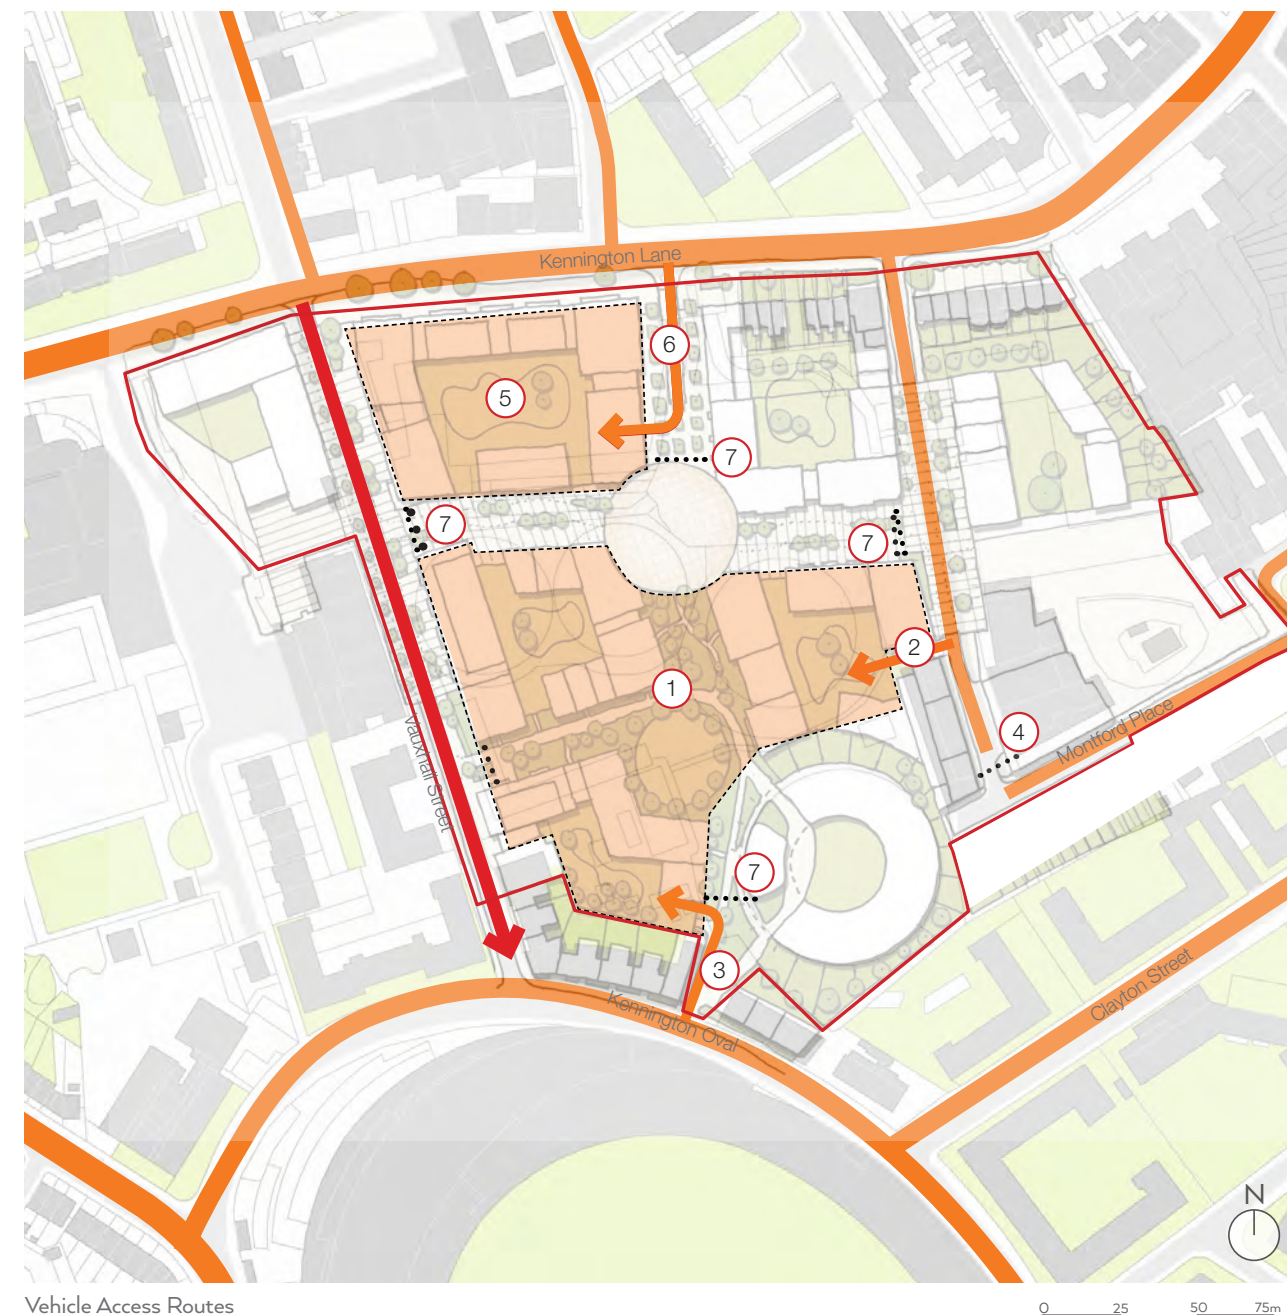 Kennington Lane
6
5
7
7
7
2
1
4
Montford Place
Vauxhall Street
7
3
Kennington Oval
Clayton Street
N
Vehicle Access Routes
0 25 50 75m